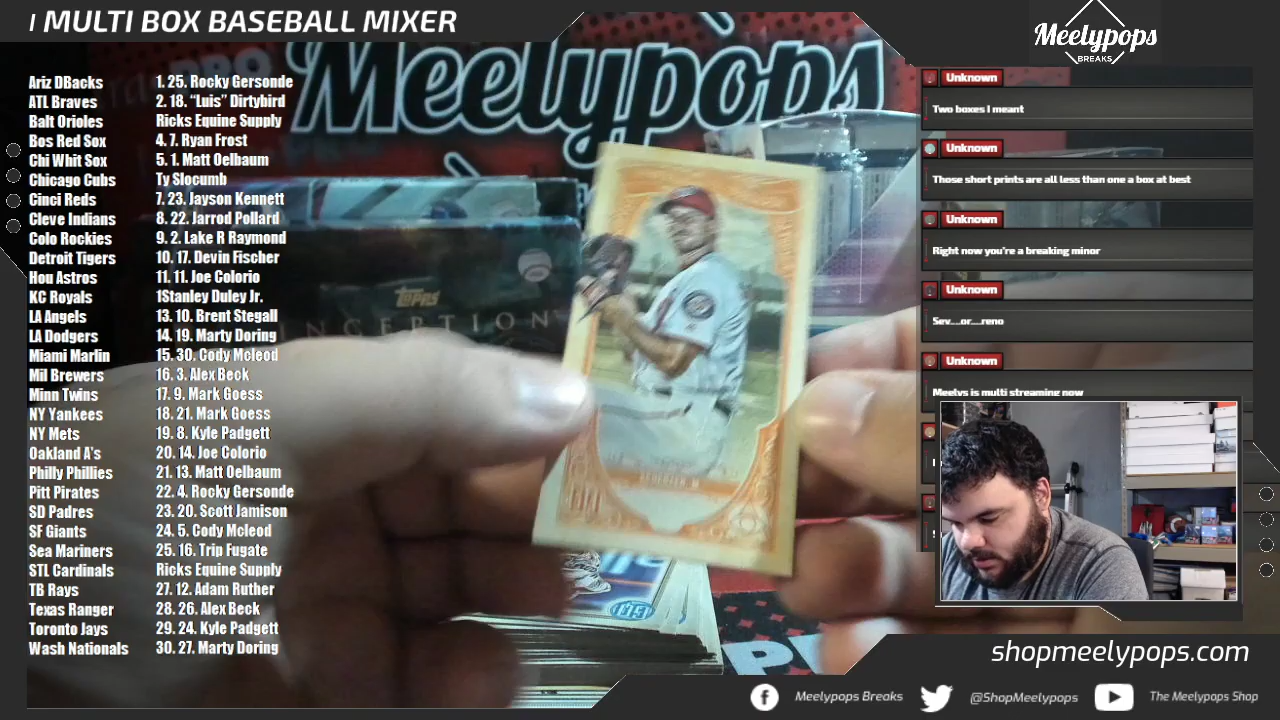 MULTI BOX BASEBALL MIXER
Meelypops
BREAKS
Meelypops
Ariz DBacks 1. 25. Rocky Gersonde
ATL Braves 2. 18. "Luis" Dirtybird
Balt Orioles Ricks Equine Supply
Bos Red Sox 4. 7. Ryan Frost
Chi Whit Sox 5. 1. Matt Oelbaum
Chicago Cubs Ty Slocumb
Cinci Reds 7. 23. Jayson Kennett
Cleve Indians 8. 22. Jarrod Pollard
Colo Rockies 9. 2. Lake R Raymond
Detroit Tigers 10. 17. Devin Fischer
Hou Astros 11. 11. Joe Colorio
KC Royals 1Stanley Duley Jr.
LA Angels 13. 10. Brent Stegall
LA Dodgers 14. 19. Marty Doring
Miami Marlin 15. 30. Cody Mcleod
Mil Brewers 16. 3. Alex Beck
Minn Twins 17. 9. Mark Goess
NY Yankees 18. 21. Mark Goess
NY Mets 19. 8. Kyle Padgett
Oakland A's 20. 14. Joe Colorio
Philly Phillies 21. 13. Matt Oelbaum
Pitt Pirates 22. 4. Rocky Gersonde
SD Padres 23. 20. Scott Jamison
SF Giants 24. 5. Cody Mcleod
Sea Mariners 25. 16. Trip Fugate
STL Cardinals Ricks Equine Supply
TB Rays 27. 12. Adam Ruther
Texas Ranger 28. 26. Alex Beck
Toronto Jays 29. 24. Kyle Padgett
Wash Nationals 30. 27. Marty Doring
TOPPS
INCEPTION
Unknown
Two boxes I meant
Unknown
Those short prints are all less than one a box at best
Unknown
Right now you're a breaking minor
Unknown
Sev....or....reno
Unknown
Meelys is multi streaming now
shopmeelypops.com
Meelypops Breaks
@ShopMeelypops
The Meelypops Shop